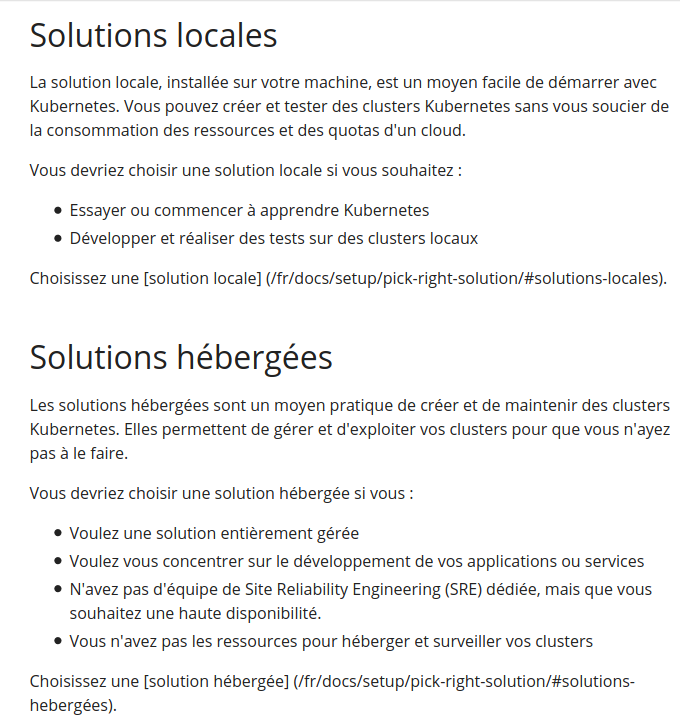 Solutions locales
La solution locale, installée sur votre machine, est un moyen facile de démarrer avec
Kubernetes. Vous pouvez créer et tester des clusters Kubernetes sans vous soucier de
la consommation des ressources et des quotas d'un cloud.
Vous devriez choisir une solution locale si vous souhaitez :
• Essayer ou commencer à apprendre Kubernetes
• Développer et réaliser des tests sur des clusters locaux
Choisissez une [solution locale] (/fr/docs/setup/pick-right-solution/#solutions-locales).
Solutions hébergées
Les solutions hébergées sont un moyen pratique de créer et de maintenir des clusters
Kubernetes. Elles permettent de gérer et d'exploiter vos clusters pour que vous n'ayez
pas à le faire.
Vous devriez choisir une solution hébergée si vous :
• Voulez une solution entièrement gérée
• Voulez vous concentrer sur le développement de vos applications ou services
• N'avez pas d'équipe de Site Reliability Engineering (SRE) dédiée, mais que vous
souhaitez une haute disponibilité.
• Vous n'avez pas les ressources pour héberger et surveiller vos clusters
Choisissez une [solution hébergée] (/fr/docs/setup/pick-right-solution/#solutions-
hebergées).